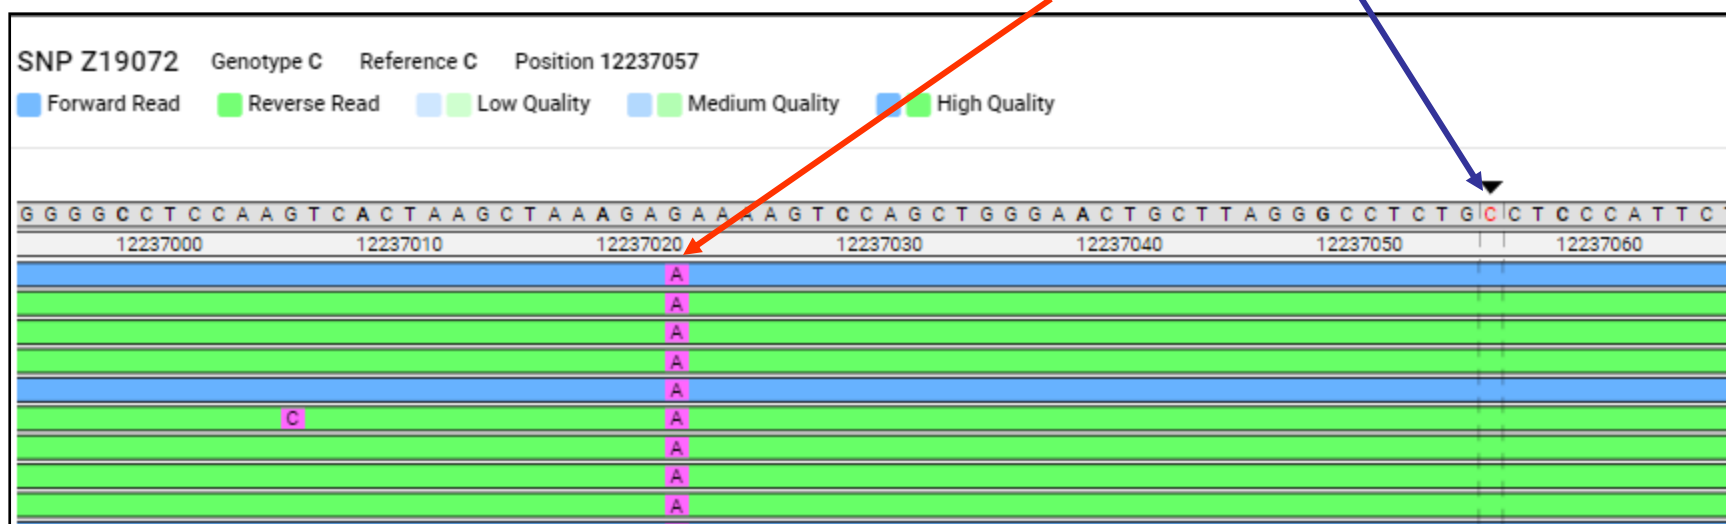 SNP Z19072 Genotype C Reference C Position 12237057
Forward Read Reverse Read Low Quality Medium Quality High Quality
G G G G C C T C C A A G T C A C T A A G C T A A A G A G A A A A G T C C A G C T G G G A A C T G C T T A G G G C C T C T G C C T C C C A T T C
12237000 12237010 12237020 12237030 12237040 12237050 12237060
A
A
A
A
A
C A
A
A
A